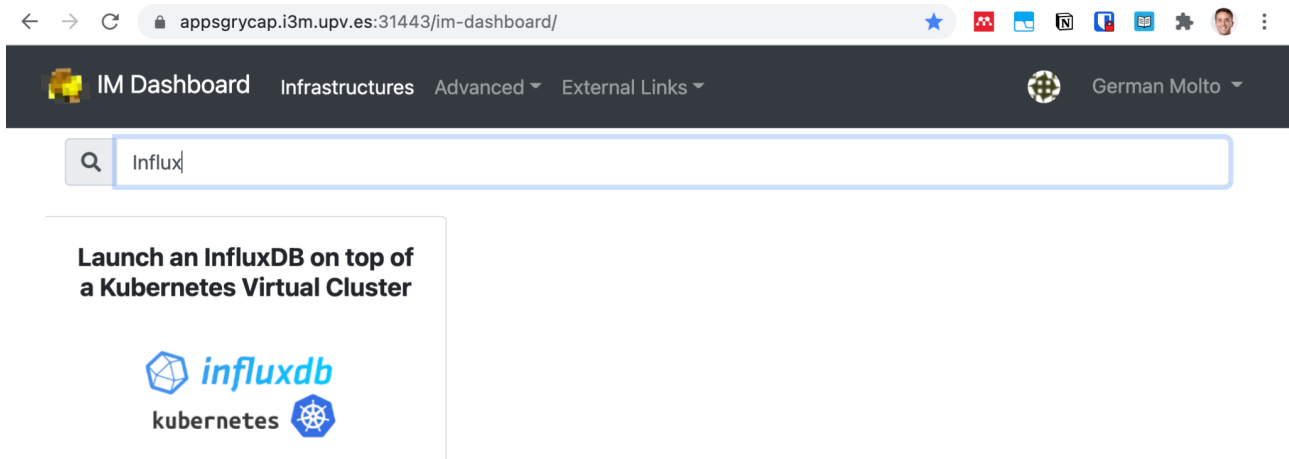 appsgrycap.i3m.upv.es:31443/im-dashboard/
IM Dashboard Infrastructures Advanced External Links German Molto
Influx
Launch an InfluxDB on top of
a Kubernetes Virtual Cluster
influxdb
kubernetes